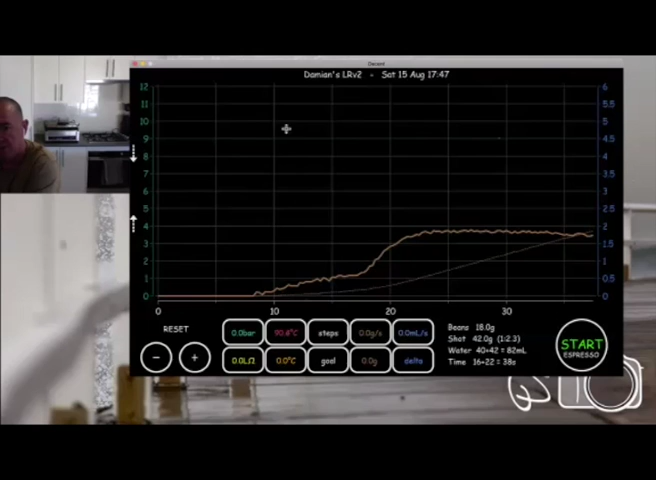 Decent
Damian's LRv2 - Sat 15 Aug 17:47
12
11
10
9
8
7
6
5
4
3
2
1
0
6
5.5
5
4.5
4
3.5
3
2.5
2
1.5
1
0.5
0
10
20
30
RESET
0.0bar
90.8°C
steps
0.0g/s
0.0mL/s
0.0LΩ
0.0°C
goal
0.0g
deltas
Beans 18.0g
Shot 42.0g (1:2.3)
Water 40+42 = 82mL
Time 16+22 = 38s
START
ESPRESSO